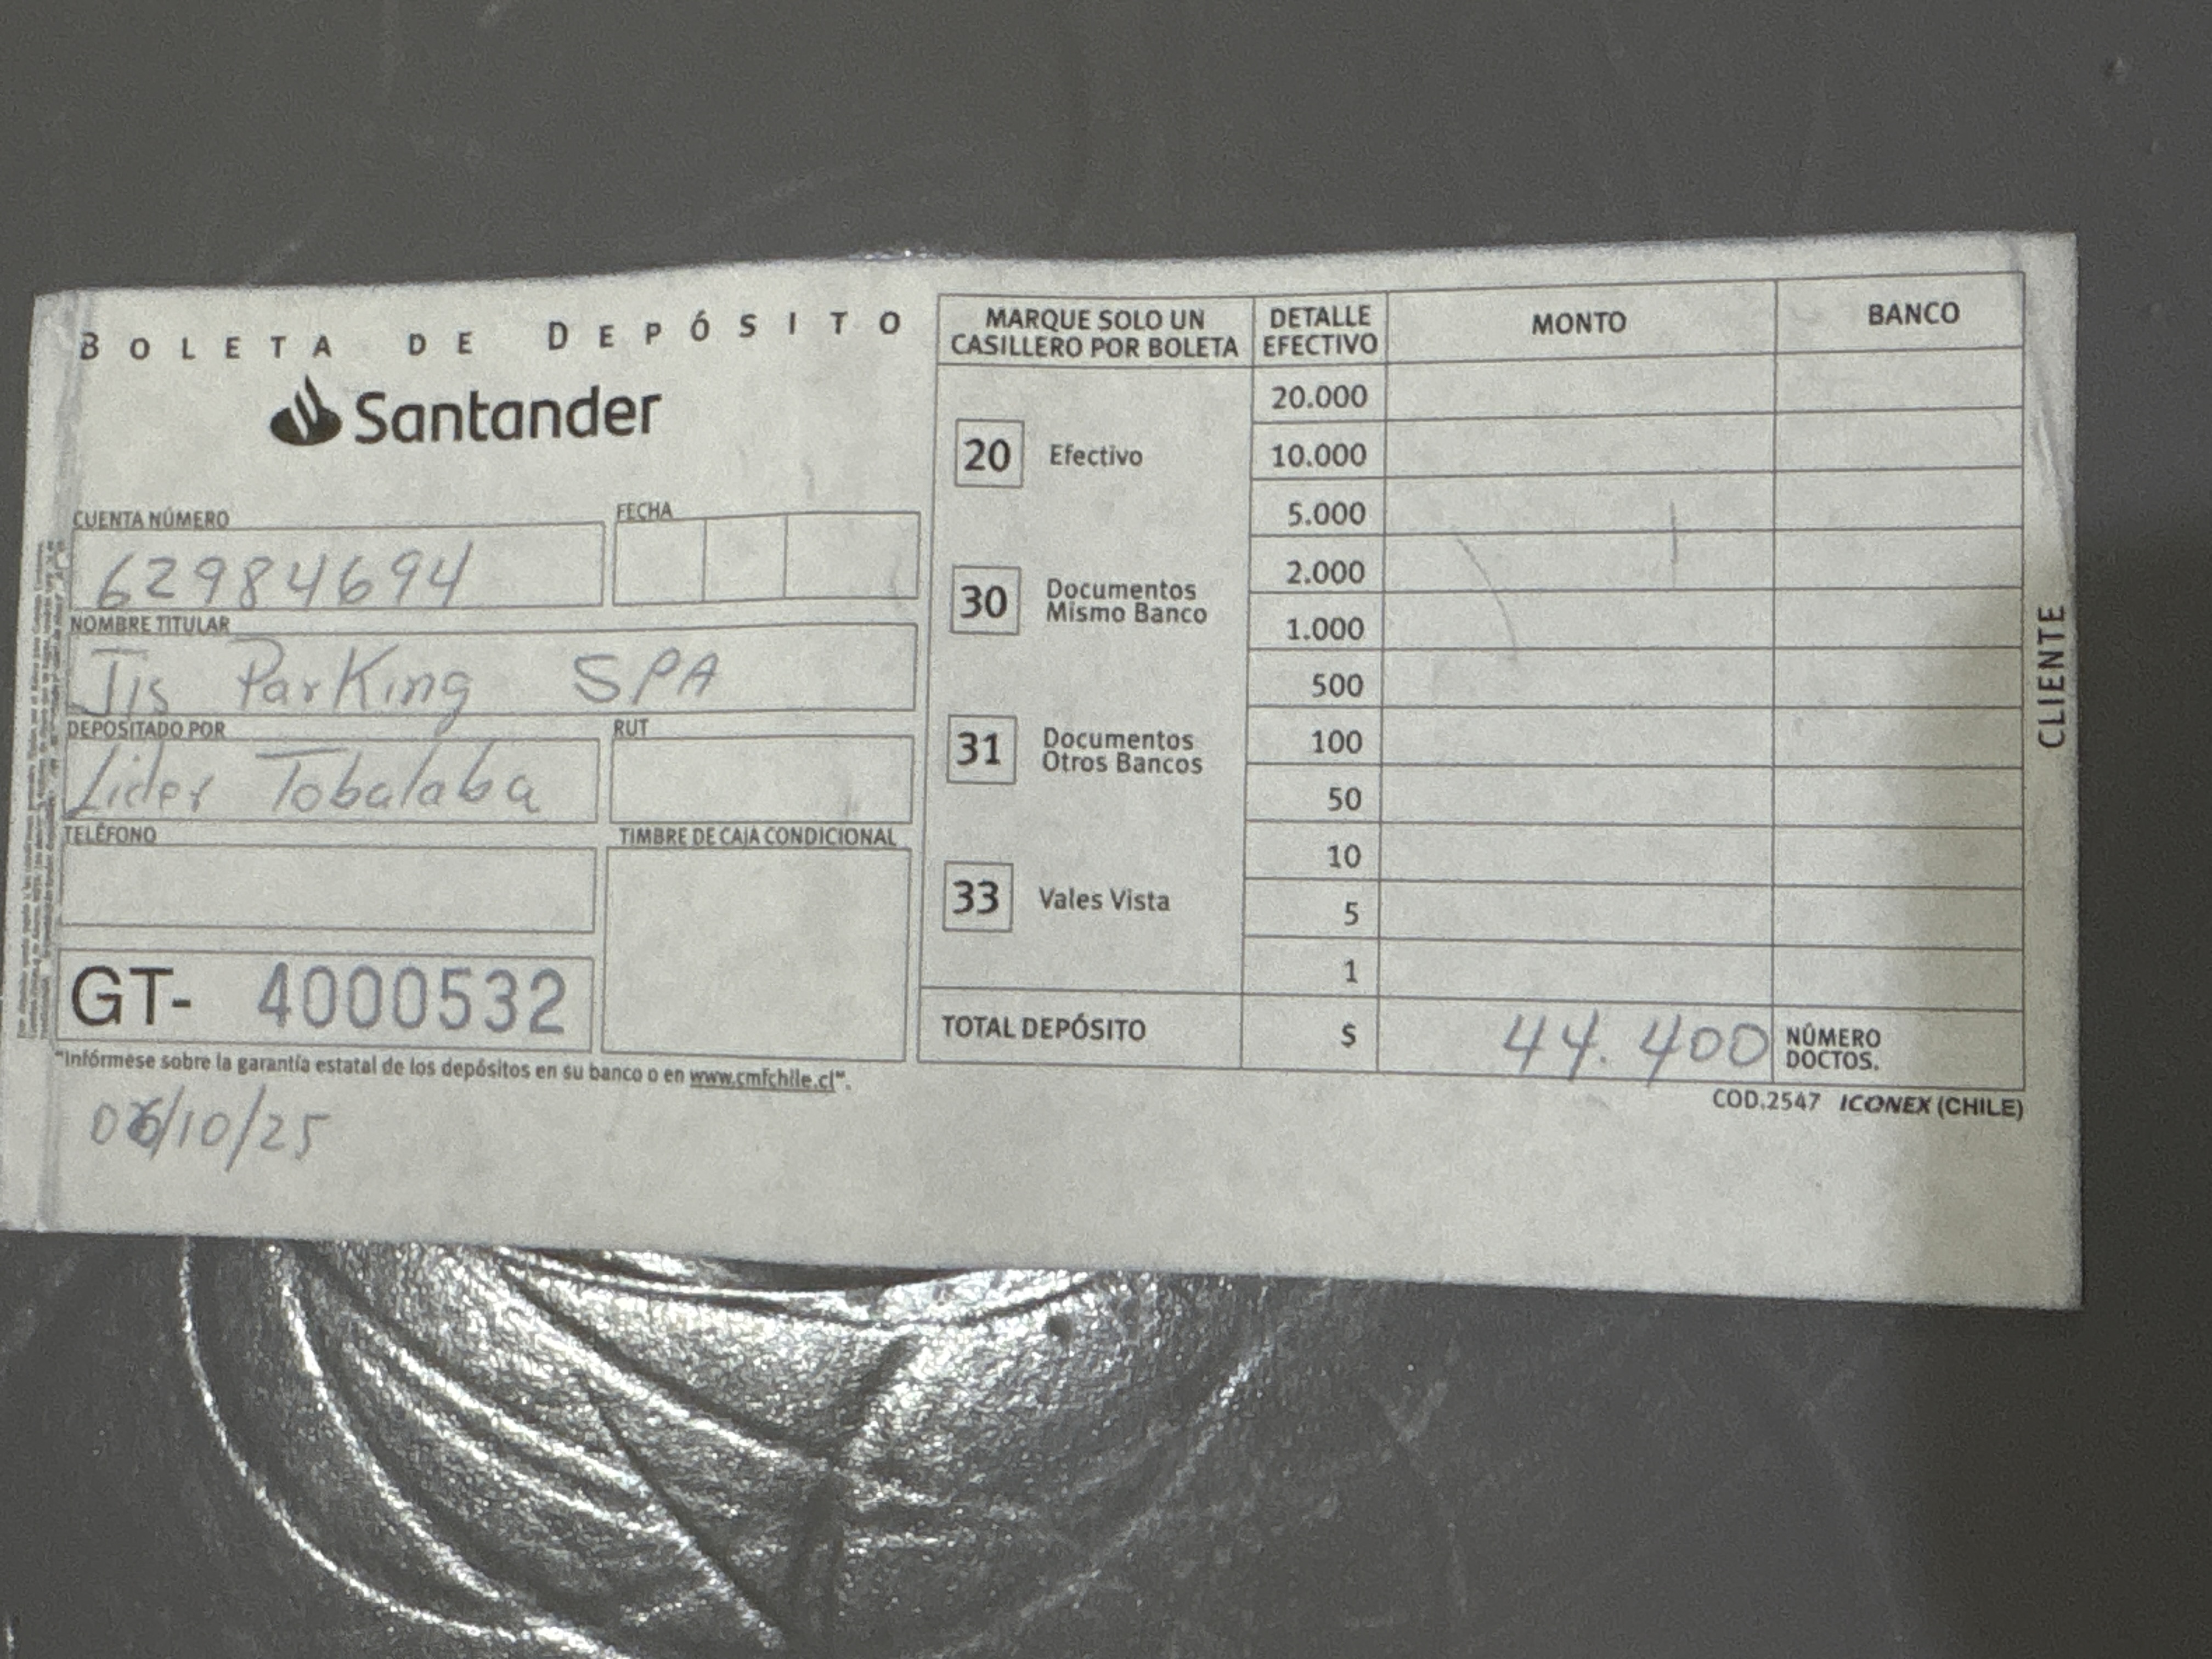 BOLETA DE DEPÓSITO
Santander
CUENTA NÚMERO
62984694
FECHA
NOMBRE TITULAR
Jis ParKing SPA
DEPOSITADO POR
Lider Tobalaba
RUT
TELÉFONO
TIMBRE DE CAJA CONDICIONAL
GT- 4000532
"Infórmese sobre la garantía estatal de los depósitos en su banco o en www.cmfchile.cl".
/10/25
MARQUE SOLO UN CASILLERO POR BOLETA
20 Efectivo
30 Documentos Mismo Banco
31 Documentos Otros Bancos
33 Vales Vista
DETALLE EFECTIVO
MONTO
BANCO
20.000
10.000
5.000
2.000
1.000
500
100
50
10
5
1
TOTAL DEPÓSITO $ 44.400
NÚMERO DOCTOS.
COD.2547 ICONEX (CHILE)
CLIENTE